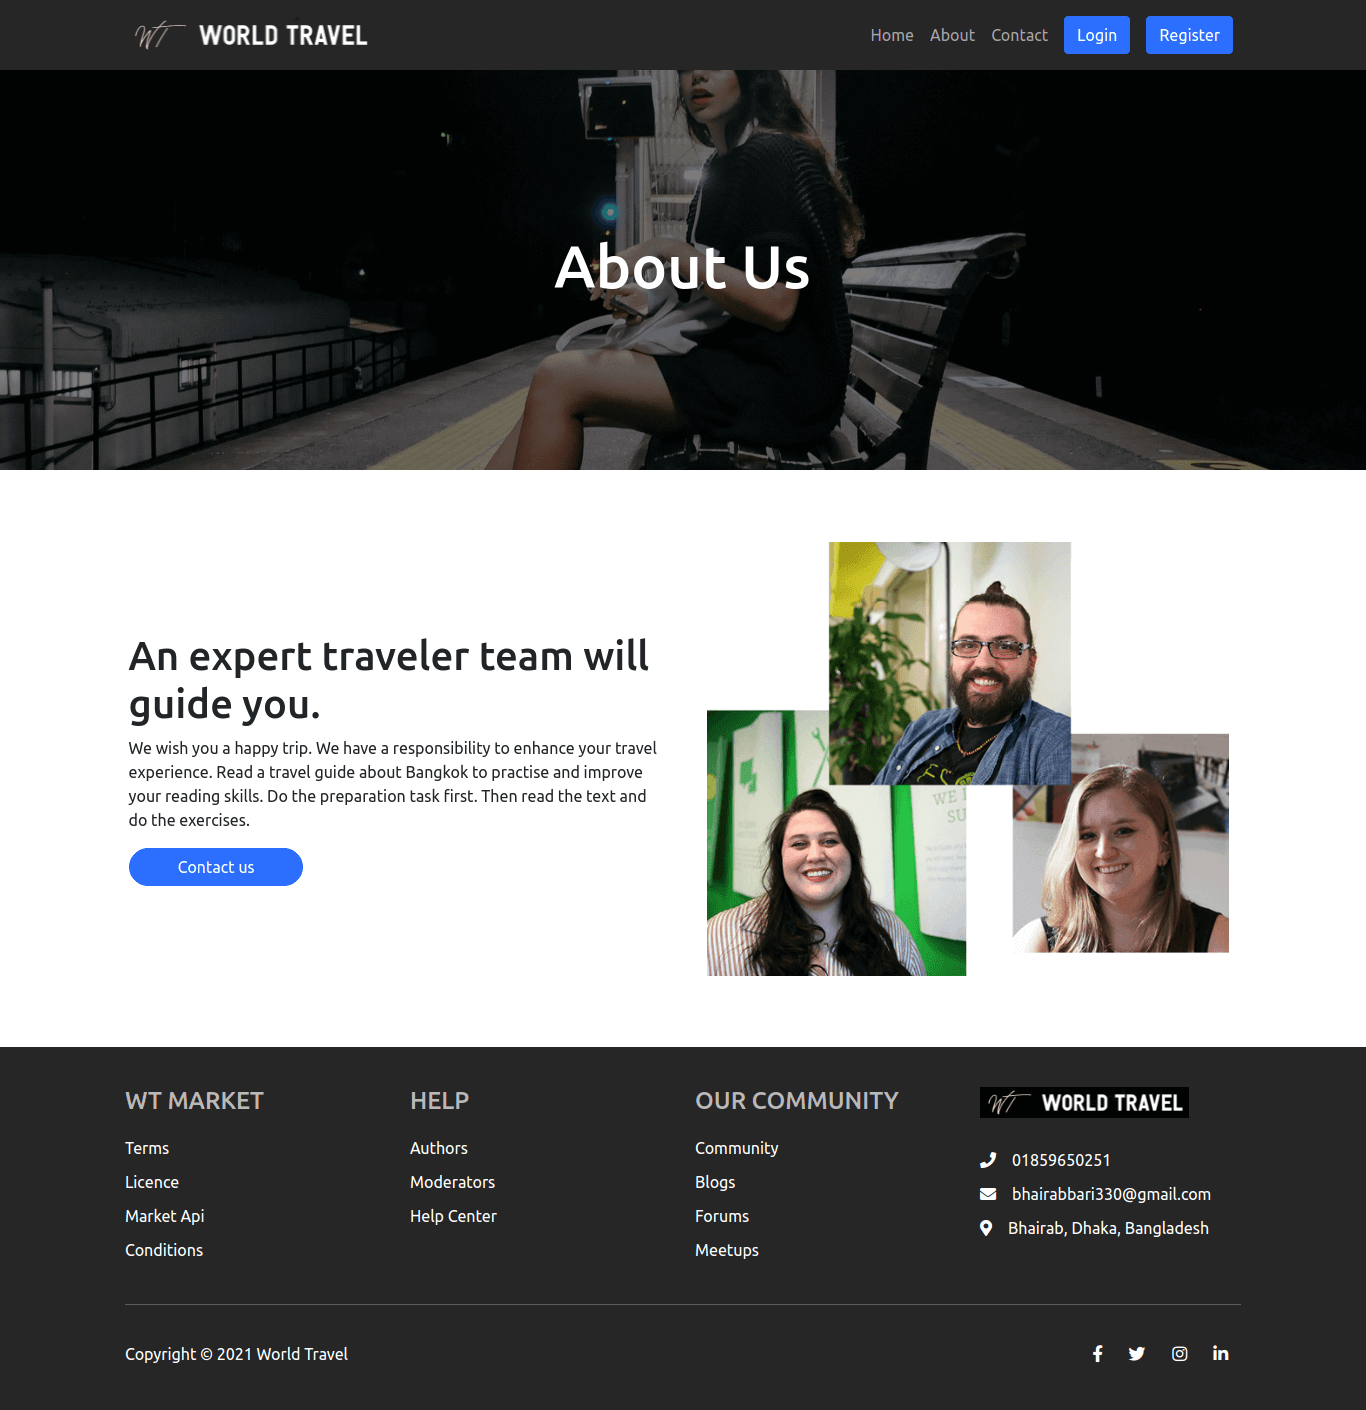 WT WORLD TRAVEL
Home About Contact Login Register
About Us
An expert traveler team will
guide you.
We wish you a happy trip. We have a responsibility to enhance your travel
experience. Read a travel guide about Bangkok to practise and improve
your reading skills. Do the preparation task first. Then read the text and
do the exercises.
Contact us
WE
SU
WT MARKET
Terms
Licence
Market Api
Conditions
HELP
Authors
Moderators
Help Center
OUR COMMUNITY
Community
Blogs
Forums
Meetups
WT WORLD TRAVEL
01859650251
bhairabbari330@gmail.com
Bhairab, Dhaka, Bangladesh
Copyright © 2021 World Travel